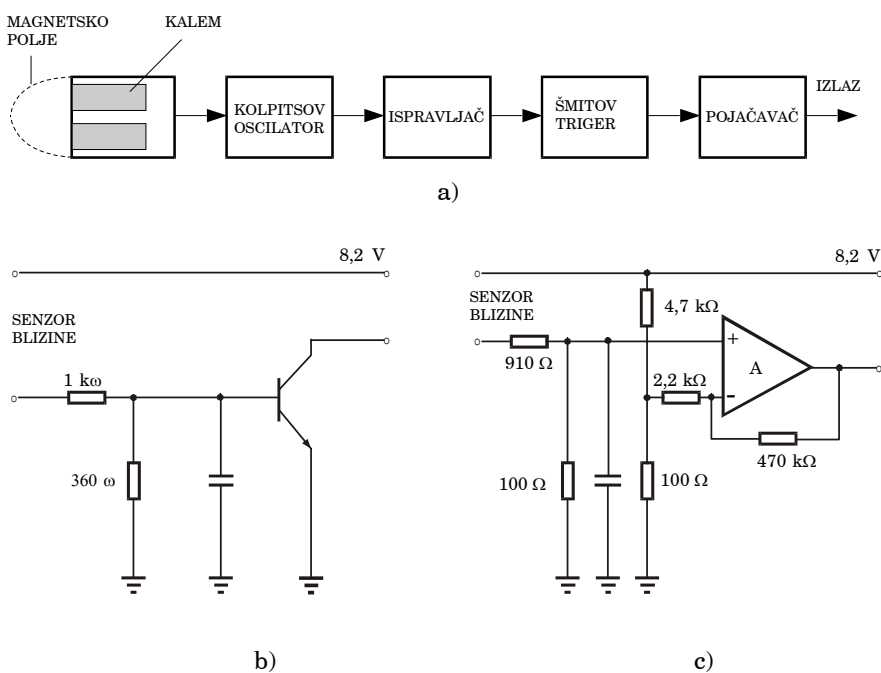 MAGNETSKO
POLJE
KALEM
KOLPITSOV
OSCILATOR
ISPRAVLJAČ
ŠMITOV
TRIGER
POJAČAVAČ
IZLAZ
a)
8,2 V
SENZOR
BLIZINE
1 kω
360 ω
b)
8,2 V
SENZOR
BLIZINE
4,7 kΩ
910 Ω
+
A
2,2 kΩ
-
470 kΩ
100 Ω
100 Ω
c)